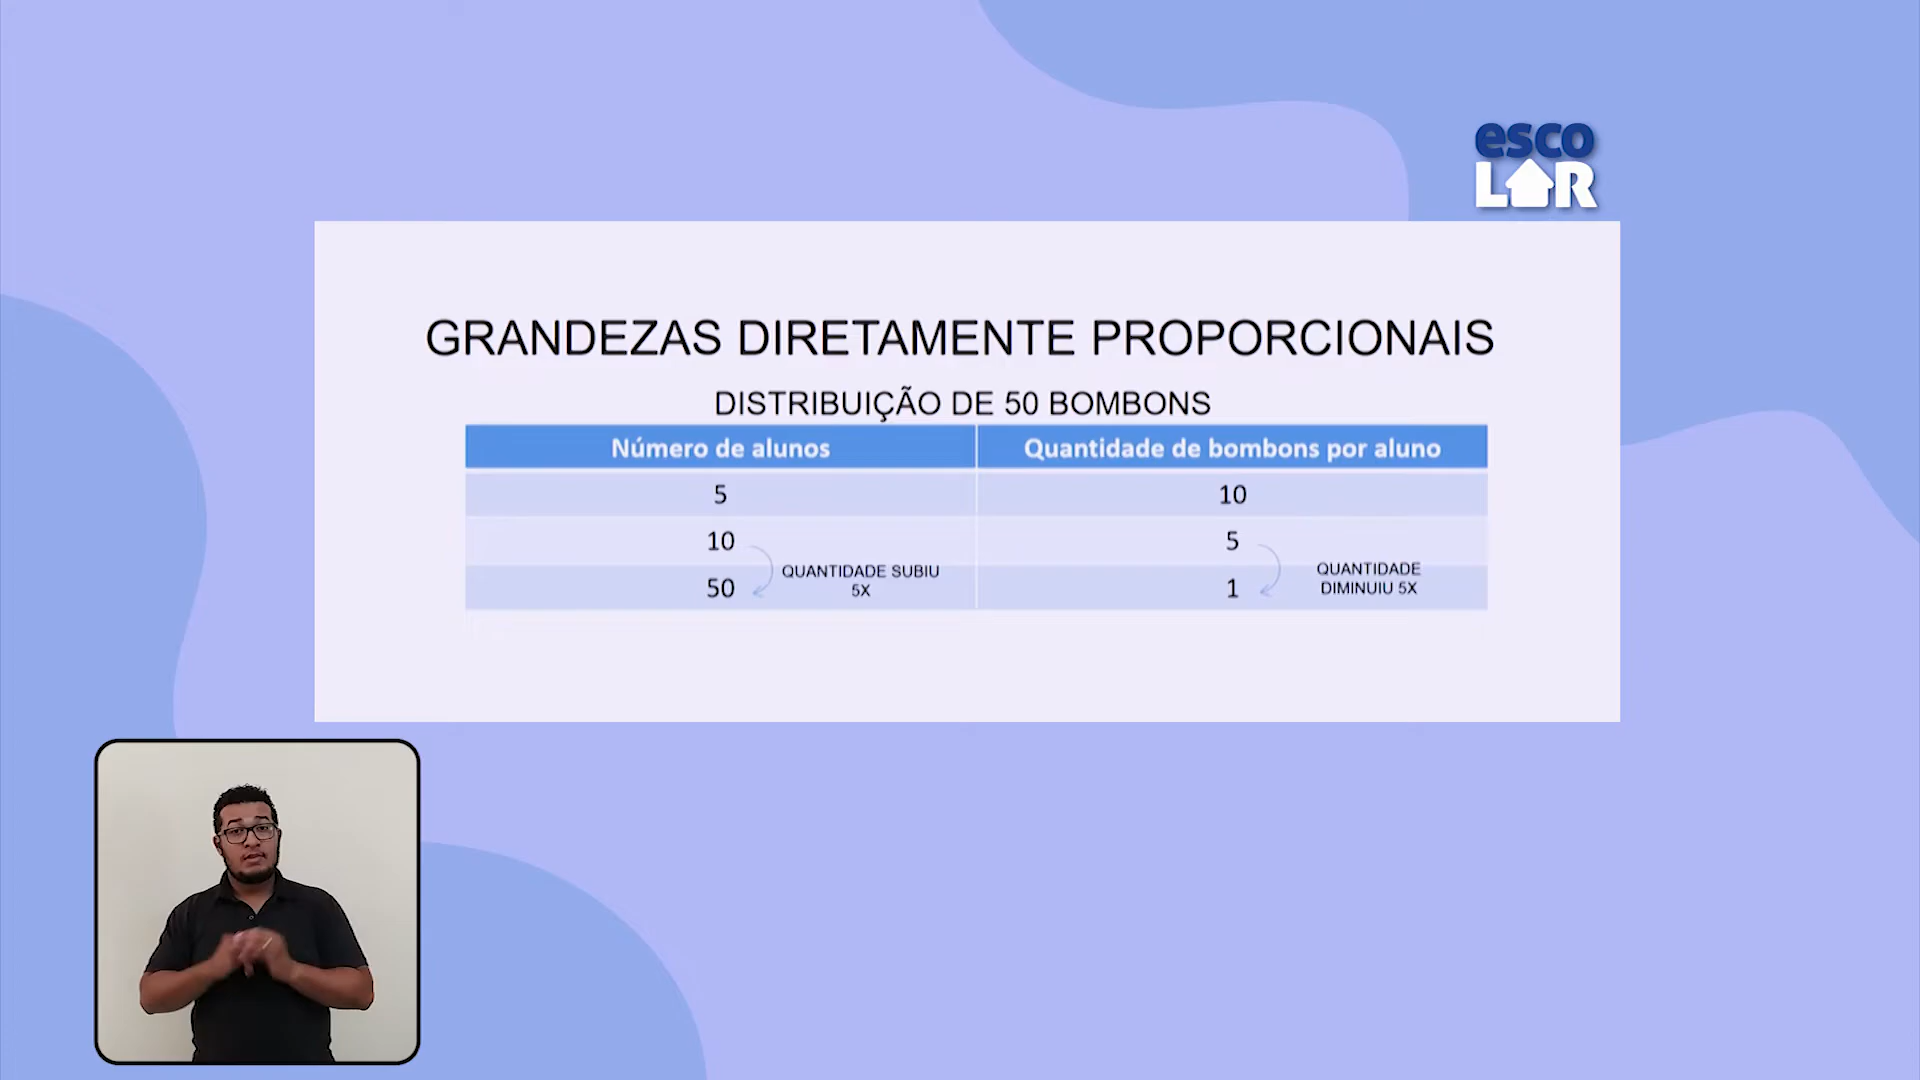 esco
LAR
GRANDEZAS DIRETAMENTE PROPORCIONAIS
DISTRIBUIÇÃO DE 50 BOMBONS
Número de alunos Quantidade de bombons por aluno
5 10
10 5
QUANTIDADE SUBIU
5X
QUANTIDADE
DIMINUIU 5X
50 1